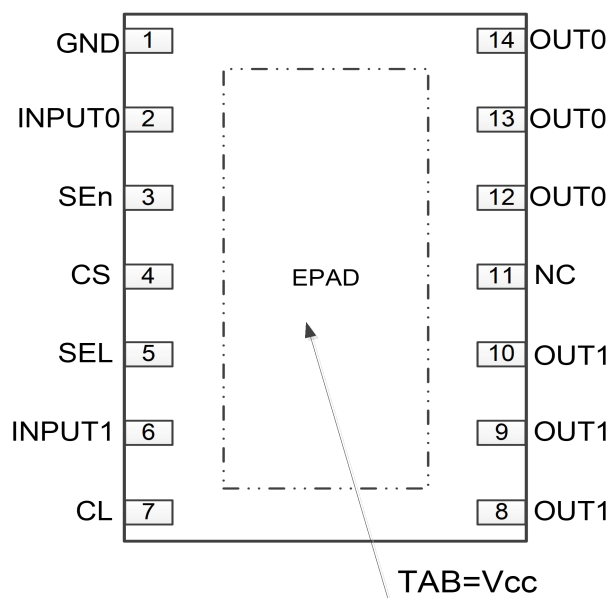 GND 1 14 OUT0
INPUT0 2 13 OUT0
SEn 3 12 OUT0
CS 4 EPAD 11 NC
SEL 5 10 OUT1
INPUT1 6 9 OUT1
CL 7 8 OUT1
TAB=Vcc